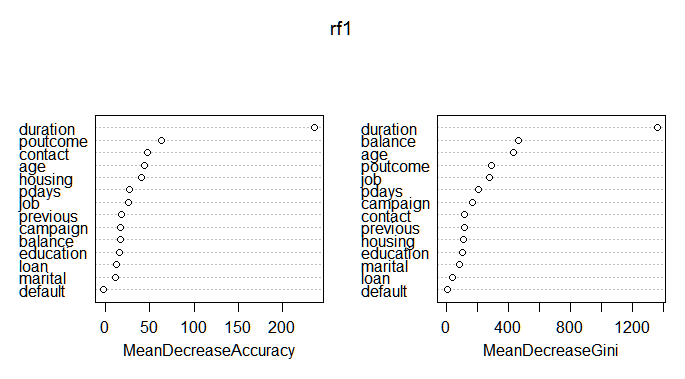 rf1
duration
poutcome
contact
age
housing
pdays
job
previous
campaign
balance
education
loan
marital
default
0 50 100 150 200
MeanDecreaseAccuracy
duration
balance
age
poutcome
job
pdays
campaign
contact
previous
housing
education
marital
loan
default
0 400 800 1200
MeanDecreaseGini